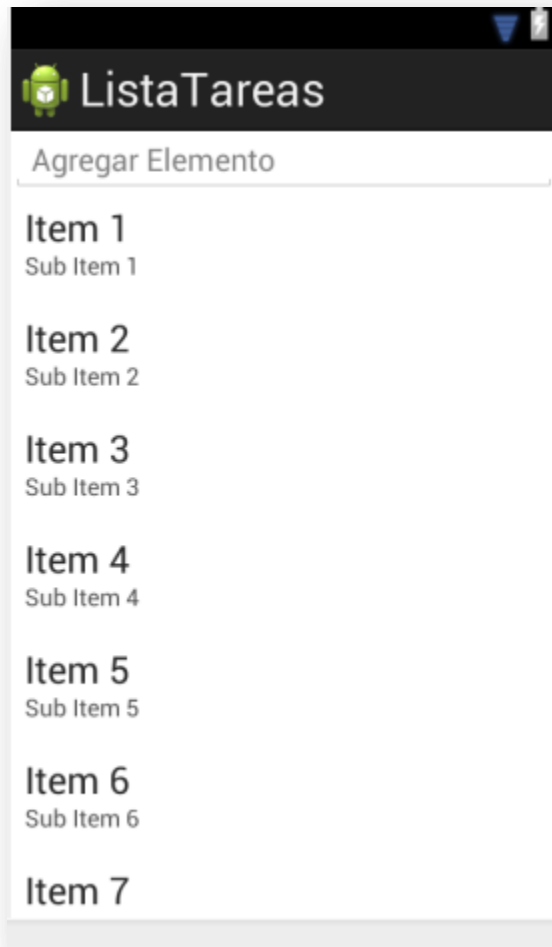 ListaTareas
Agregar Elemento
Item 1
Sub Item 1
Item 2
Sub Item 2
Item 3
Sub Item 3
Item 4
Sub Item 4
Item 5
Sub Item 5
Item 6
Sub Item 6
Item 7